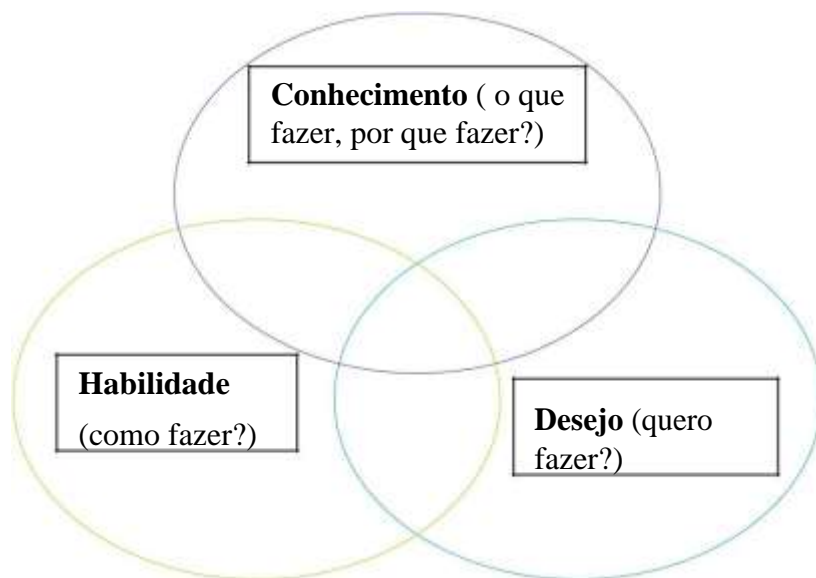 Conhecimento ( o que
fazer, por que fazer?)
Habilidade
(como fazer?)
Desejo (quero
fazer?)